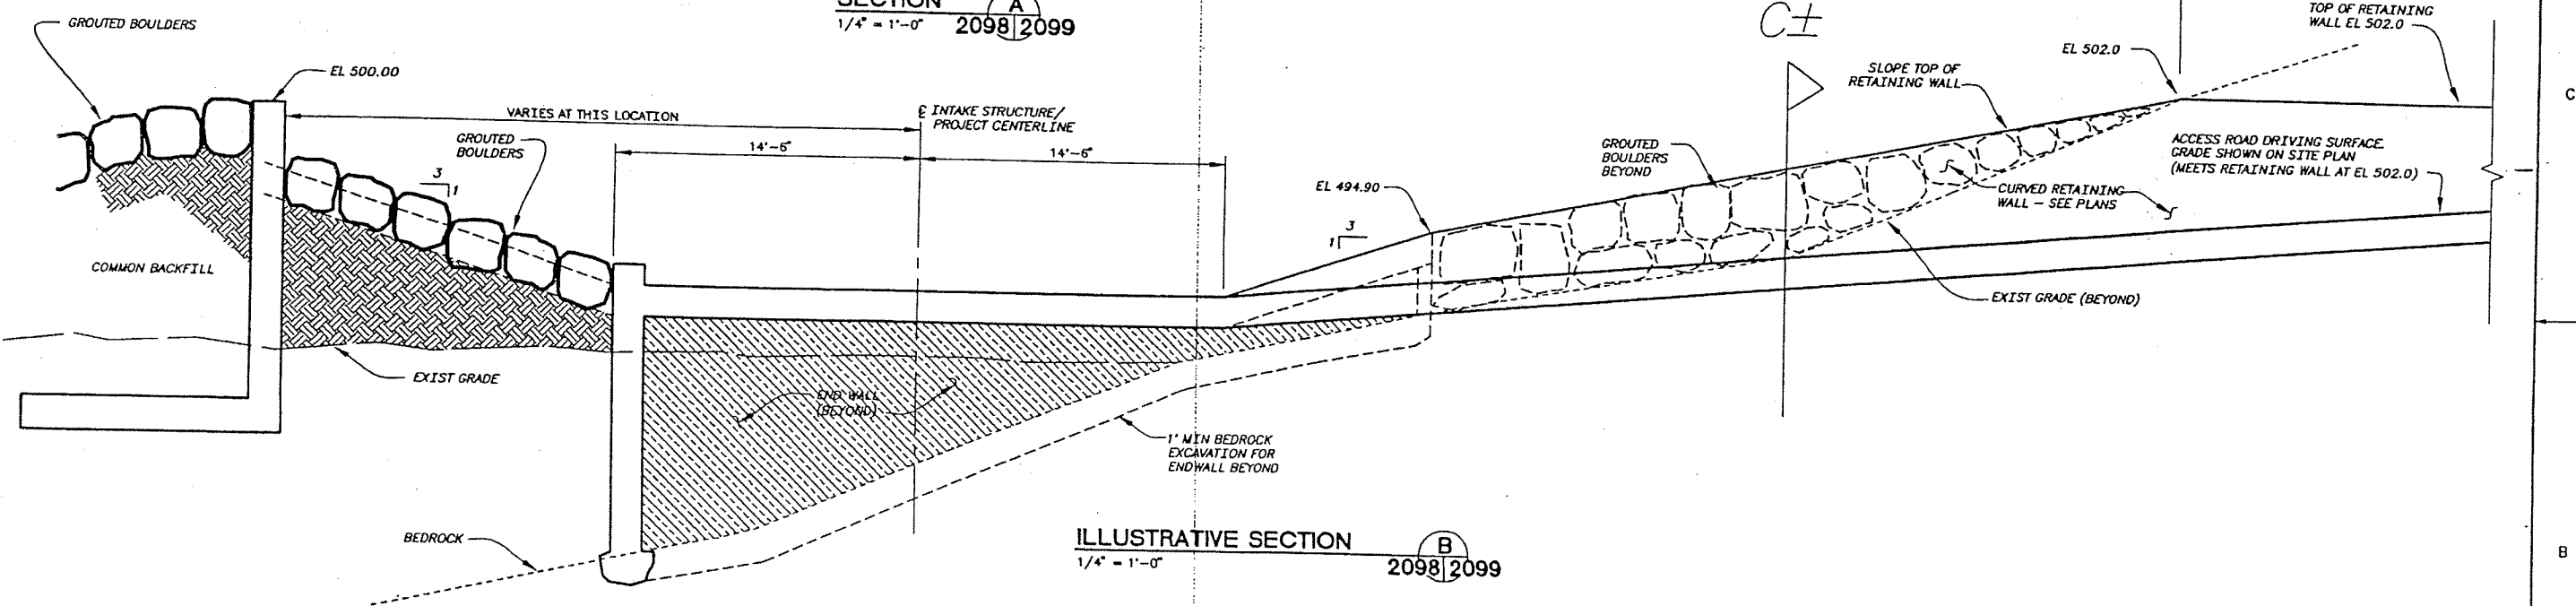 SECTION A
1/4" = 1'-0" 2098 2099
C±
GROUTED BOULDERS
EL 500.00
VARIES AT THIS LOCATION
GROUTED
BOULDERS
3
1
℄ INTAKE STRUCTURE/
PROJECT CENTERLINE
14'-6"
14'-6"
TOP OF RETAINING
WALL EL 502.0
EL 502.0
SLOPE TOP OF
RETAINING WALL
GROUTED
BOULDERS
BEYOND
EL 494.90
3
1
ACCESS ROAD DRIVING SURFACE
GRADE SHOWN ON SITE PLAN
(MEETS RETAINING WALL AT EL 502.0)
CURVED RETAINING
WALL - SEE PLANS
EXIST GRADE (BEYOND)
COMMON BACKFILL
EXIST GRADE
END WALL
(BEYOND)
1' MIN BEDROCK
EXCAVATION FOR
ENDWALL BEYOND
BEDROCK
ILLUSTRATIVE SECTION B
1/4" = 1'-0" 2098 2099
C
B